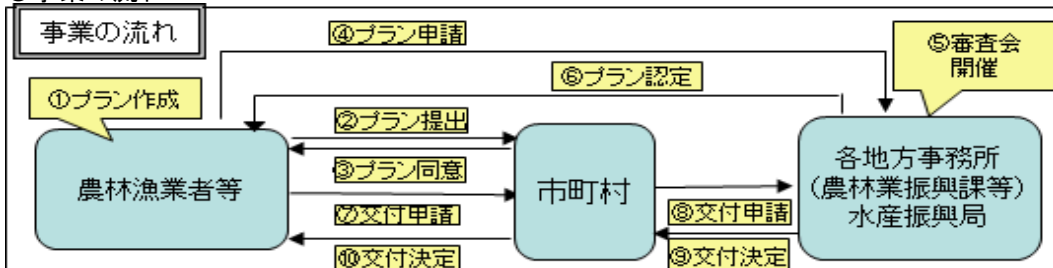 事業の流れ
④プラン申請
⑤審査会
開催
⑥プラン認定
①プラン作成
②プラン提出
③プラン同意
農林漁業者等
市町村
各地方事務所
(農林業振興課等)
水産振興局
⑦交付申請
⑧交付申請
⑩交付決定
⑨交付決定